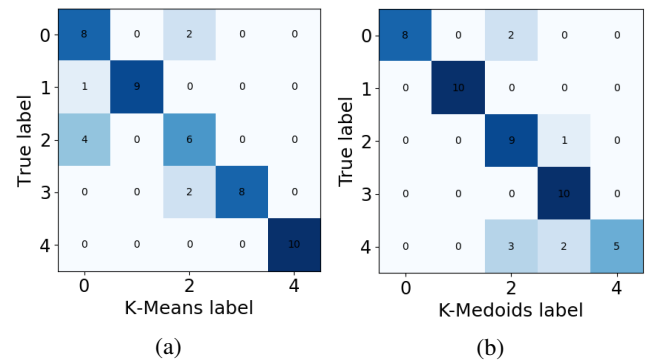 0 8 0 2 0 0
1 1 9 0 0 0
2 4 0 6 0 0
3 0 0 2 8 0
4 0 0 0 0 10
0 2 4
True label
K-Means label
(a)
0 8 0 2 0 0
1 0 10 0 0 0
2 0 0 9 1 0
3 0 0 0 10 0
4 0 0 3 2 5
0 2 4
True label
K-Medoids label
(b)